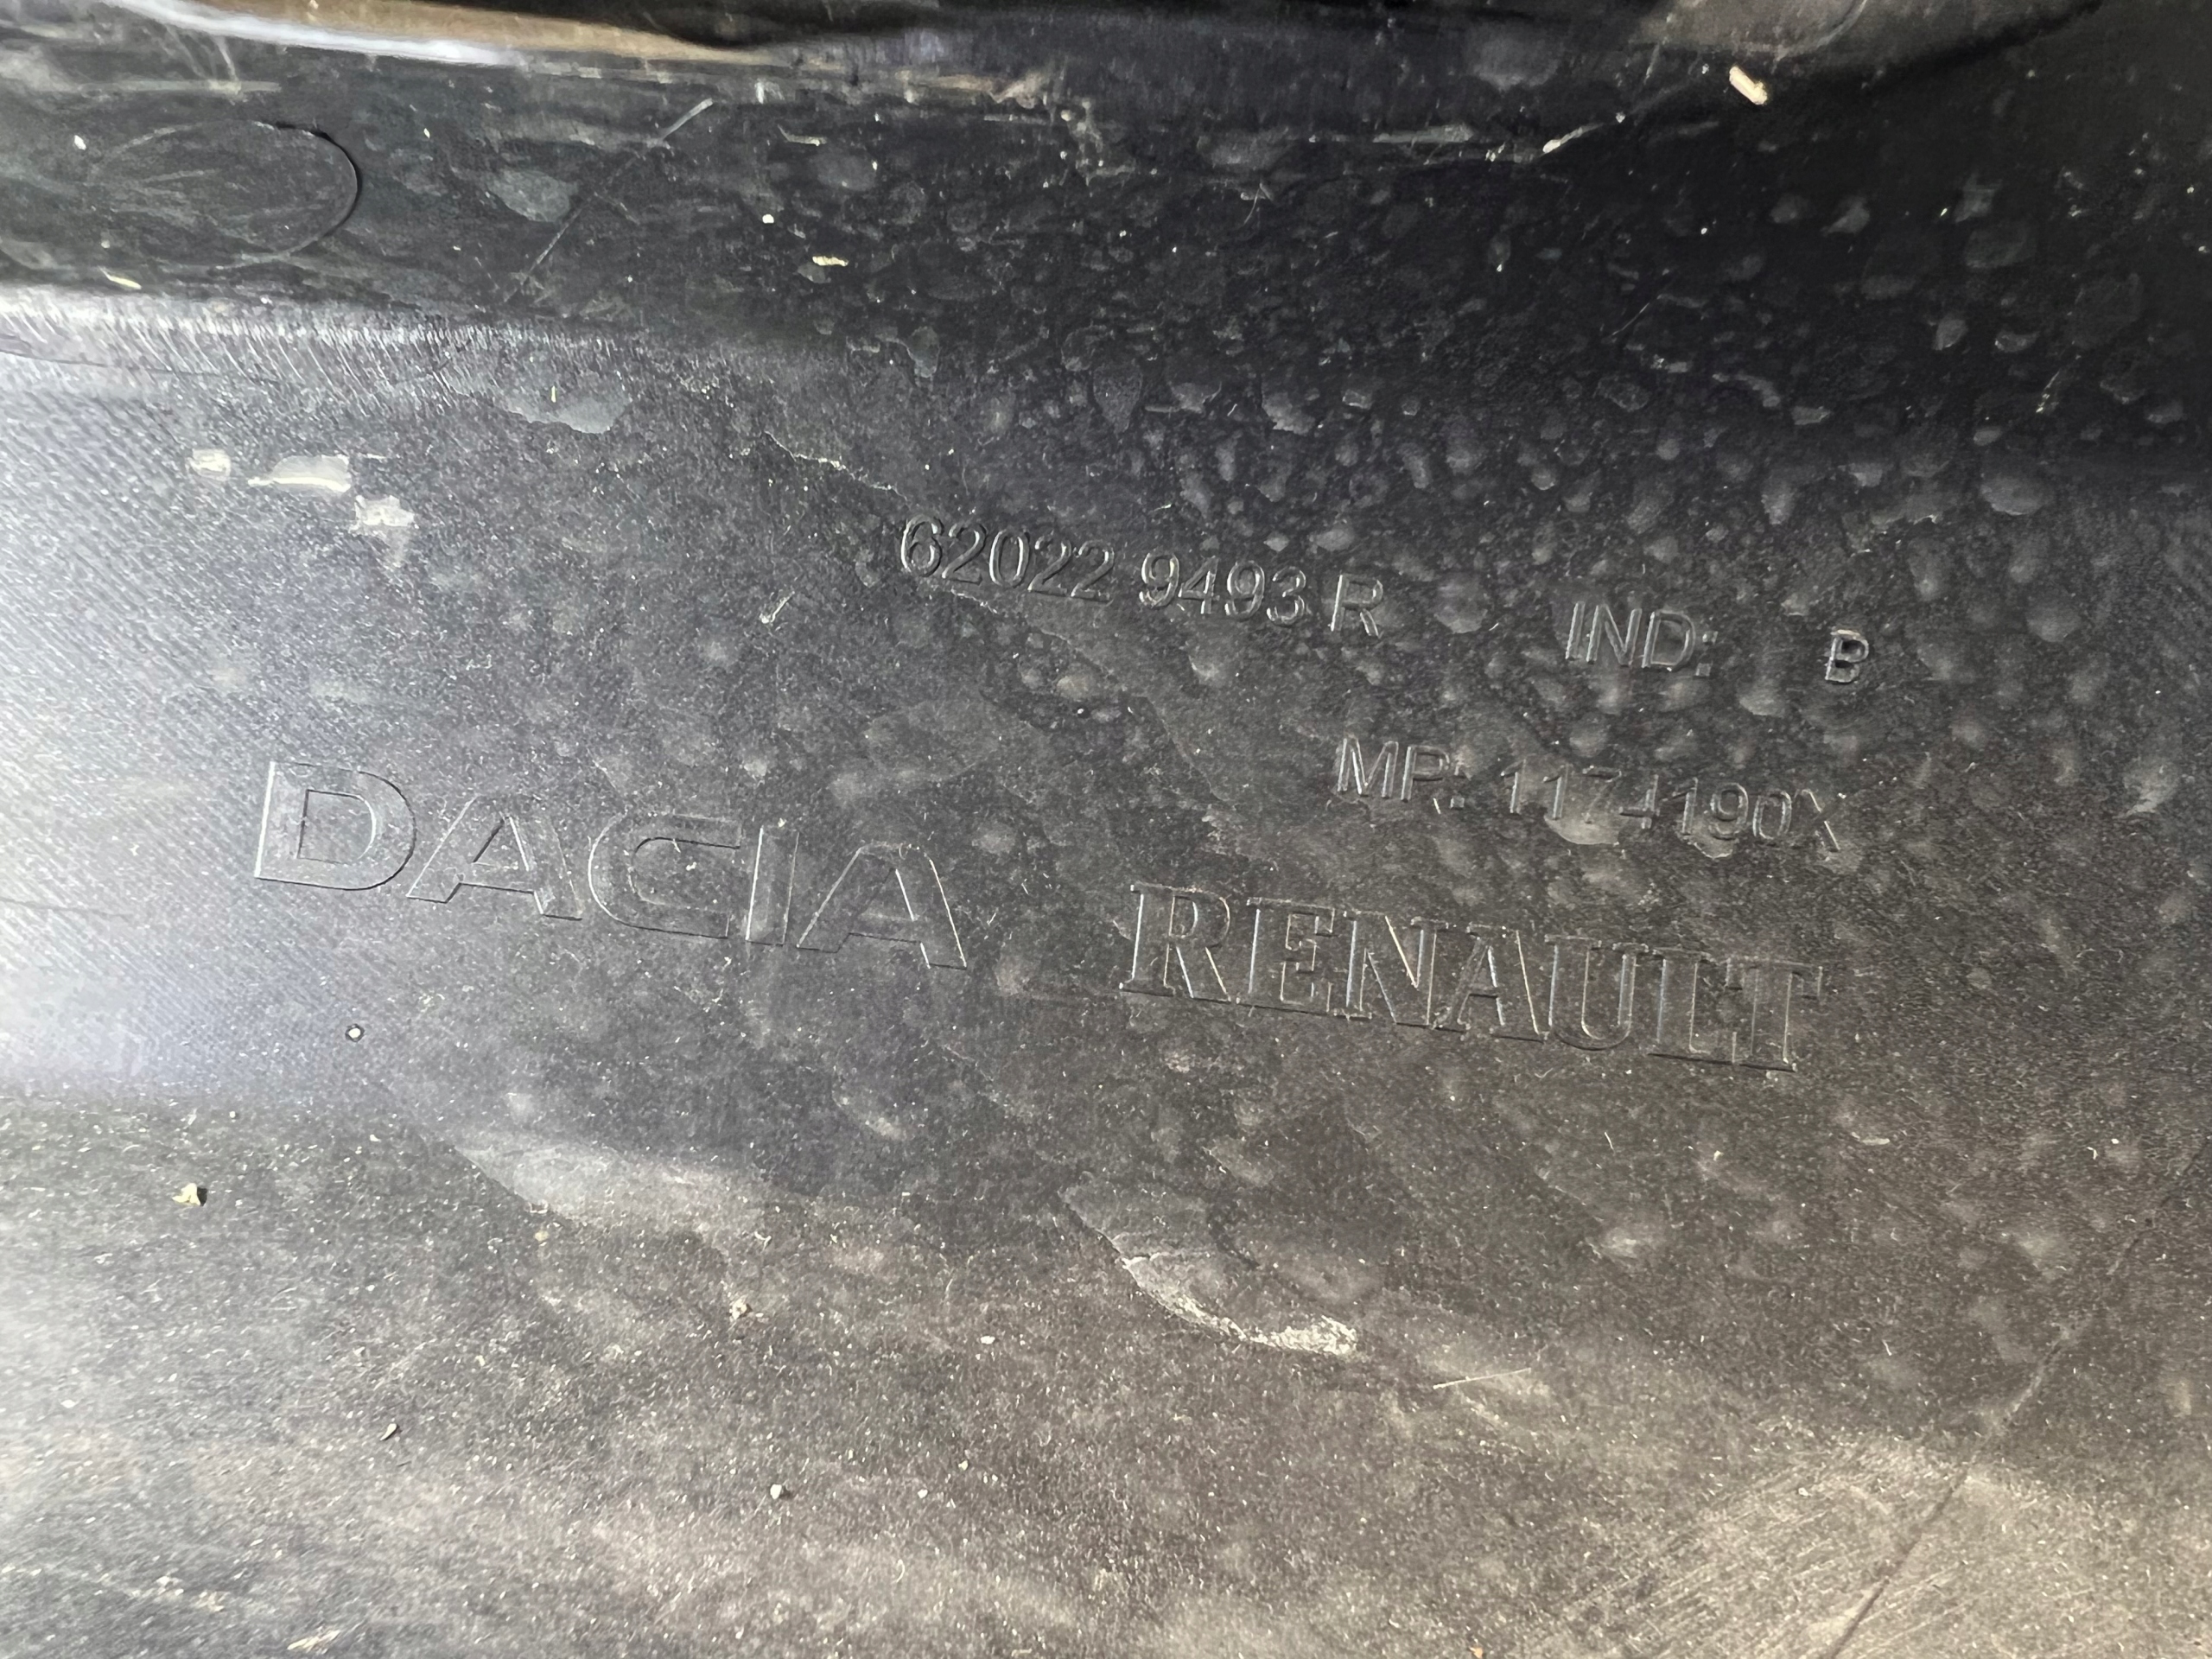 62022 9493 R IND: B
MP: 1174190X
DACIA RENAULT